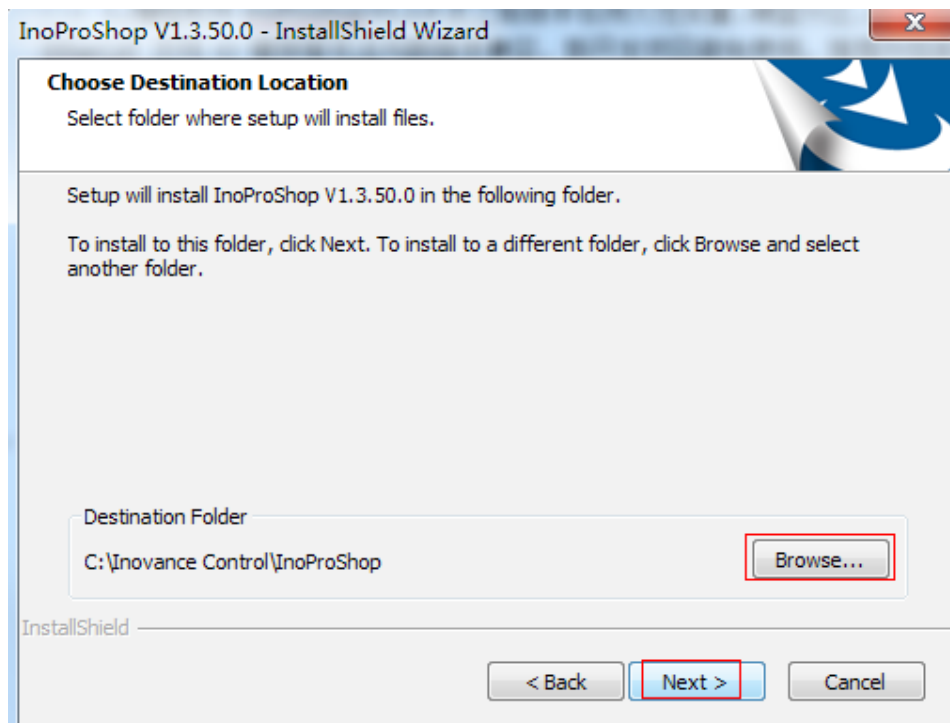 InoProShop V1.3.50.0 - InstallShield Wizard
Choose Destination Location
Select folder where setup will install files.
Setup will install InoProShop V1.3.50.0 in the following folder.
To install to this folder, click Next. To install to a different folder, click Browse and select
another folder.
Destination Folder
C:\Inovance Control\InoProShop
Browse...
InstallShield
< Back
Next >
Cancel